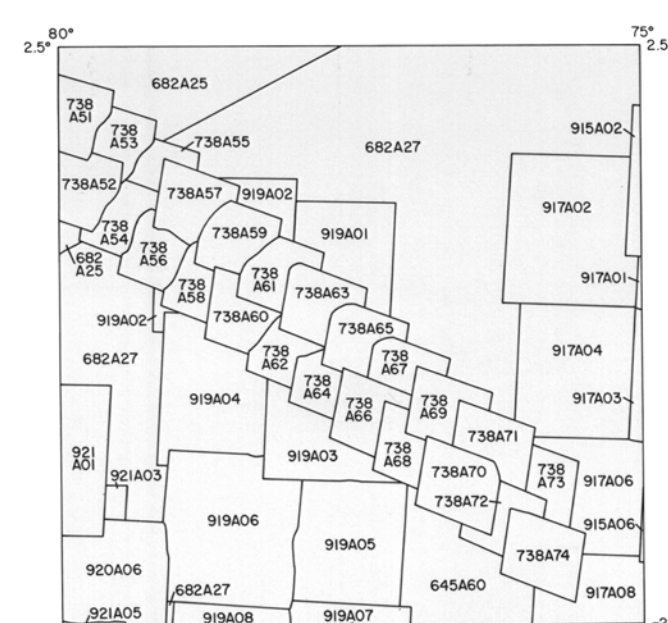 80° 75°
2.5° 2.5
682A25
738
A51
738
A53
738A55
915A02
682A27
738A52
738A57
919A02
917A02
738
A54
738A59
919A01
682
A25
738
A56
738
A58
738
A61
738A63
917A01
919A02
738A60
738A65
682A27
738
A62
738
A67
917A04
738
A64
919A04
738
A66
738
A69
917A03
738A71
921
A01
921A03
919A03
738
A68
738A70
738
A73
917A06
738A72
919A06
919A05
915A06
738A74
920A06
682A27
645A60
917A08
921A05
919A08
919A07